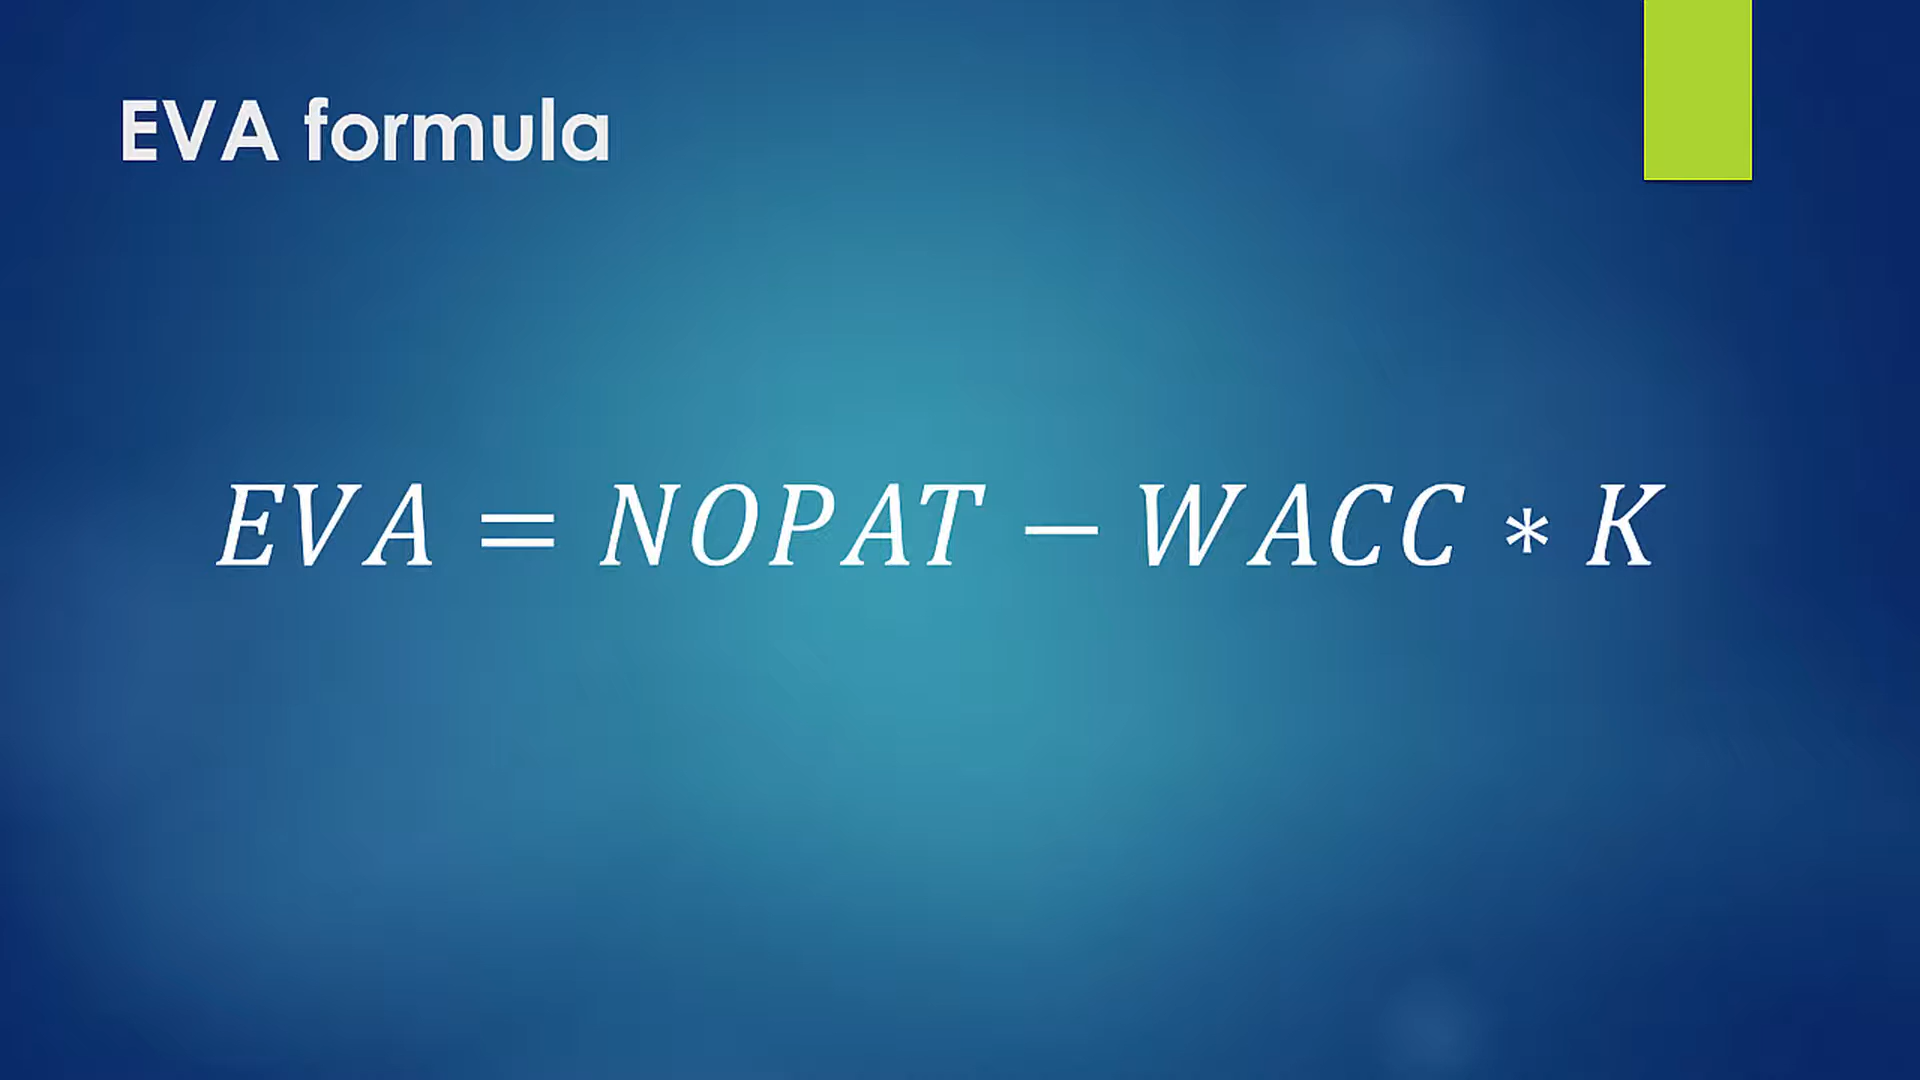 EVA formula
EVA = NOPAT − WACC ∗ K